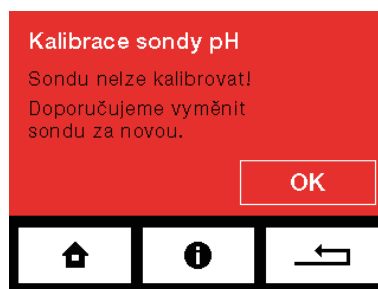 Kalibrace sondy pH
Sondu nelze kalibrovat!
Doporučujeme vyměnit
sondu za novou.
OK